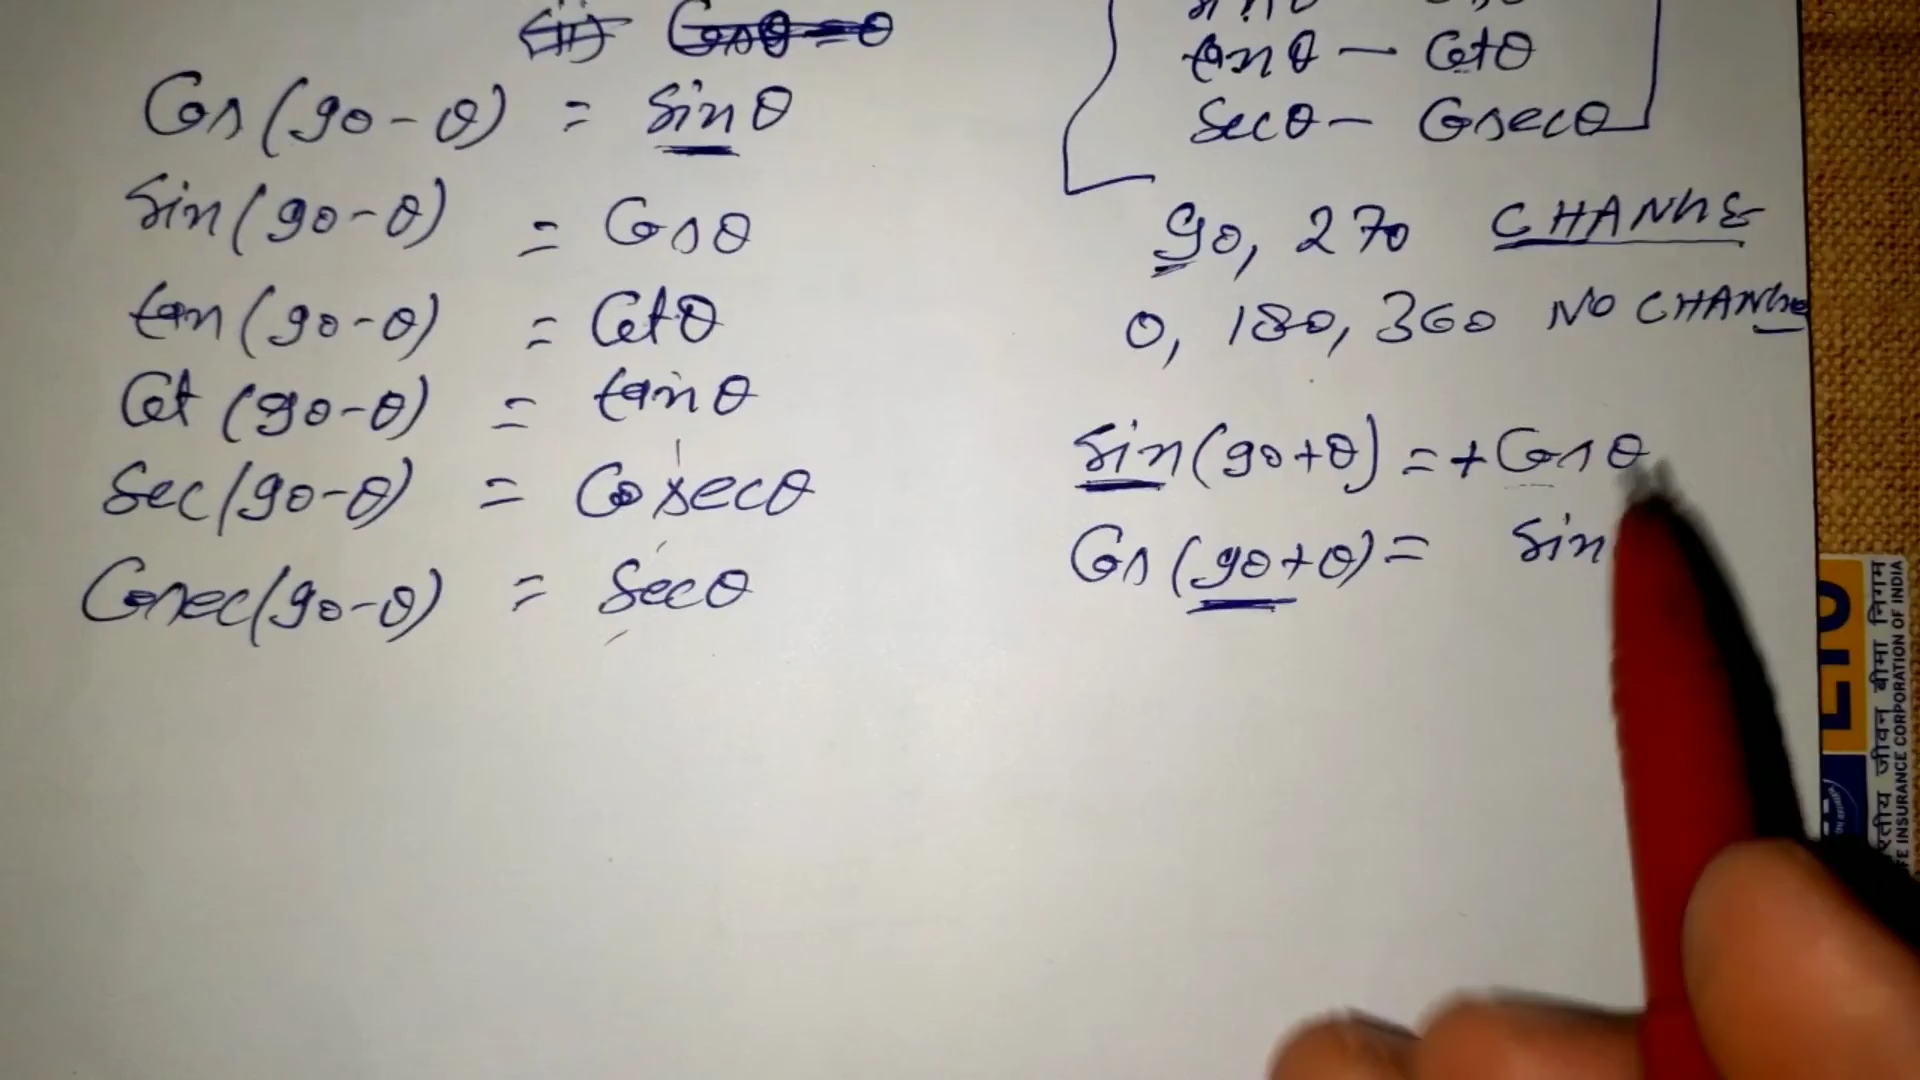 Cos(90-θ) = sinθ
sin(90-θ) = Cosθ
tan(90-θ) = Cotθ
Cot(90-θ) = tanθ
Sec(90-θ) = Cosecθ
Cosec(90-θ) = Secθ
tanθ — Cotθ
Secθ — Cosecθ
90, 270 CHANGE
0, 180, 360 NO CHANGE
sin(90+θ) = +Cosθ
Cos(90+θ) = sin
LIC
भारतीय जीवन बीमा निगम
LIFE INSURANCE CORPORATION OF INDIA